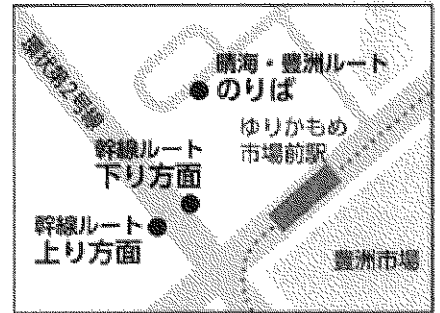 環状第2号線
晴海・豊洲ルート
のりば
ゆりかもめ
市場前駅
幹線ルート
下り方面
幹線ルート
上り方面
豊洲市場